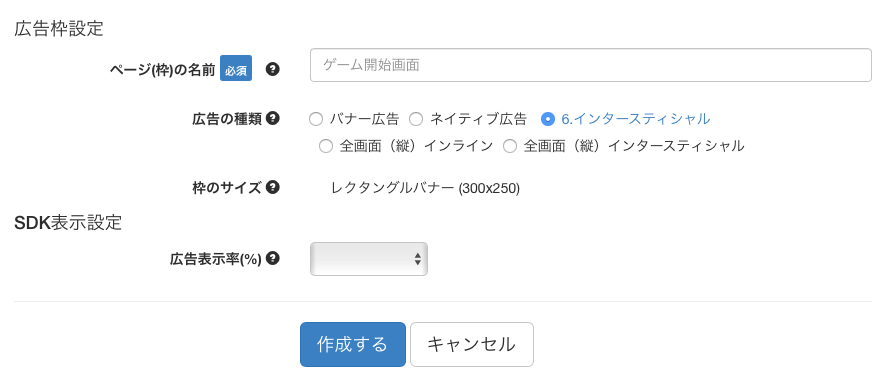 広告枠設定
ページ(枠)の名前 必須 ? ゲーム開始画面
広告の種類 ? バナー広告 ネイティブ広告 6.インタースティシャル
全画面（縦）インライン 全画面（縦）インタースティシャル
枠のサイズ ? レクタングルバナー (300x250)
SDK表示設定
広告表示率(%) ?
作成する キャンセル